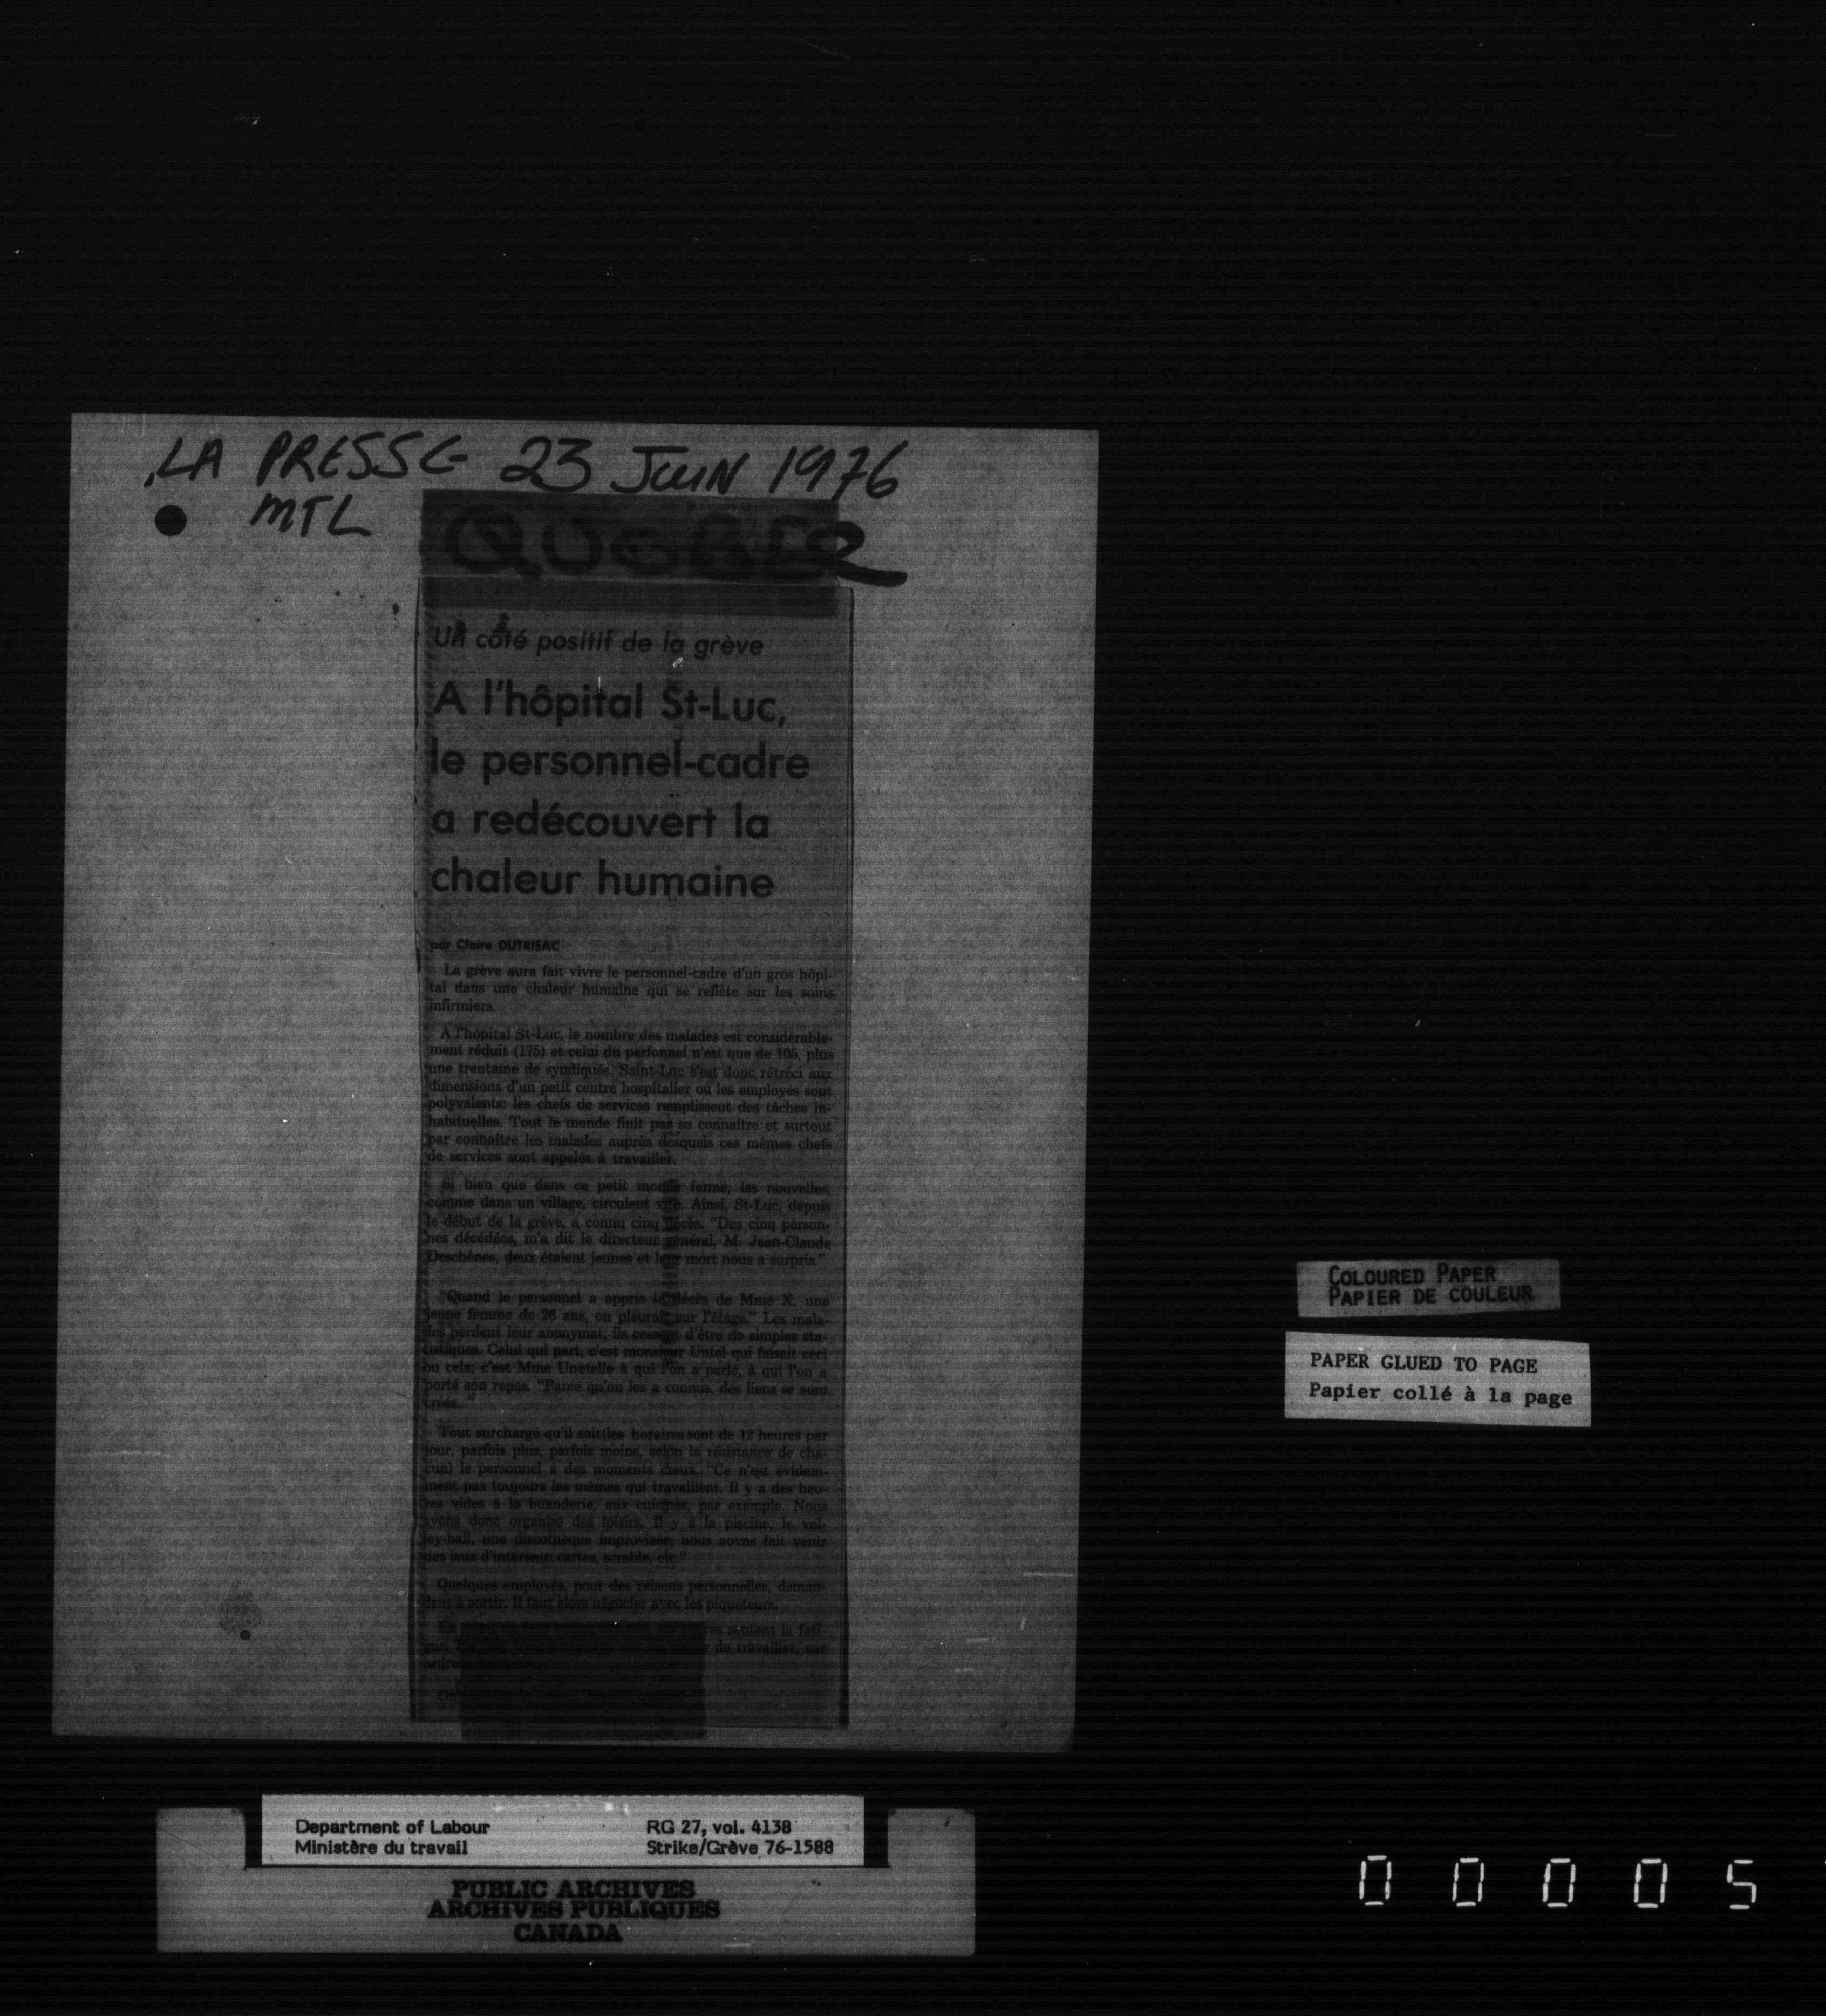 LA PRESSE 23 JUIN 1976
MTL
QUEBEC
Un côté positif de la grève
A l'hôpital St-Luc,
le personnel-cadre
a redécouvert la
chaleur humaine
par Claire DUTRISAC
La grève aura fait vivre le personnel-cadre d'un gros hôpi-
tal dans une chaleur humaine qui se reflète sur les soins
infirmiers.
A l'hôpital St-Luc, le nombre des malades est considérable-
ment réduit (175) et celui du perfonnel n'est que de 105, plus
une trentaine de syndiqués. Saint-Luc s'est donc rétréci aux
dimensions d'un petit centre hospitalier où les employés sont
polyvalents; les chefs de services remplissent des tâches in-
habituelles. Tout le monde finit par se connaître et surtout
par connaître les malades auprès desquels ces mêmes chefs
de services sont appelés à travailler.
Si bien que dans ce petit monde fermé, les nouvelles,
comme dans un village, circulent vite. Ainsi, St-Luc, depuis
le début de la grève, a connu cinq décès. "Des cinq person-
nes décédées, m'a dit le directeur général, M. Jean-Claude
Deschênes, deux étaient jeunes et leur mort nous a surpris."
"Quand le personnel a appris le décès de Mme X, une
jeune femme de 26 ans, on pleurait sur l'étage." Les mala-
des perdent leur anonymat; ils cessent d'être de simples sta-
tistiques. Celui qui part, c'est monsieur Untel qui faisait ceci
ou cela; c'est Mme Unetelle à qui l'on a parlé, à qui l'on a
porté son repas. "Parce qu'on les a connus, des liens se sont
créés..."
Tout surchargé qu'il soit(les horaires sont de 12 heures par
jour, parfois plus, parfois moins, selon la résistance de cha-
cun) le personnel a des moments creux. "Ce n'est évidem-
ment pas toujours les mêmes qui travaillent. Il y a des heu-
res vides à la buanderie, aux cuisines, par exemple. Nous
avons donc organisé des loisirs. Il y a la piscine, le vol-
ley-ball, une discothèque improvisée; nous aovns fait venir
des jeux d'intérieur: cartes, scrable, etc."
Quelques employés, pour des raisons personnelles, deman-
dent à sortir. Il faut alors négocier avec les piqueteurs.
En les cadres sentent la fati-
gue. de travailler, sur
ordre
On
COLOURED PAPER
PAPIER DE COULEUR
PAPER GLUED TO PAGE
Papier collé à la page
Department of Labour RG 27, vol. 4138
Ministère du travail Strike/Grève 76-1588
PUBLIC ARCHIVES
ARCHIVES PUBLIQUES
CANADA
0 0 0 0 5